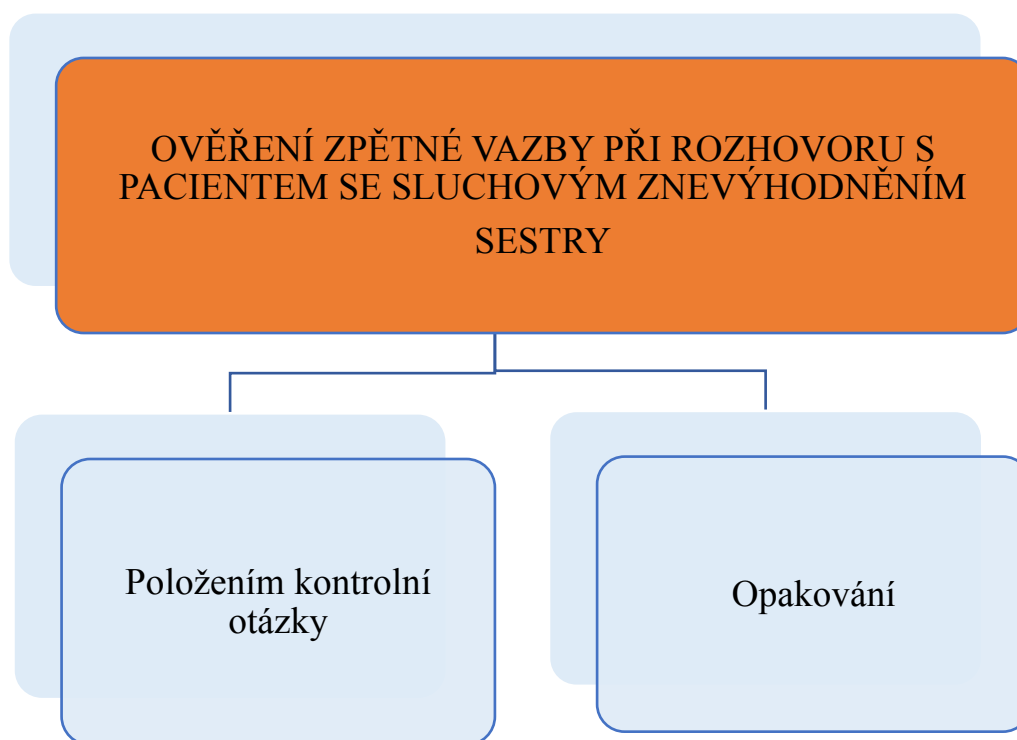 OVĚŘENÍ ZPĚTNÉ VAZBY PŘI ROZHOVORU S
PACIENTEM SE SLUCHOVÝM ZNEVÝHODNĚNÍM
SESTRY
Položením kontrolní
otázky
Opakování